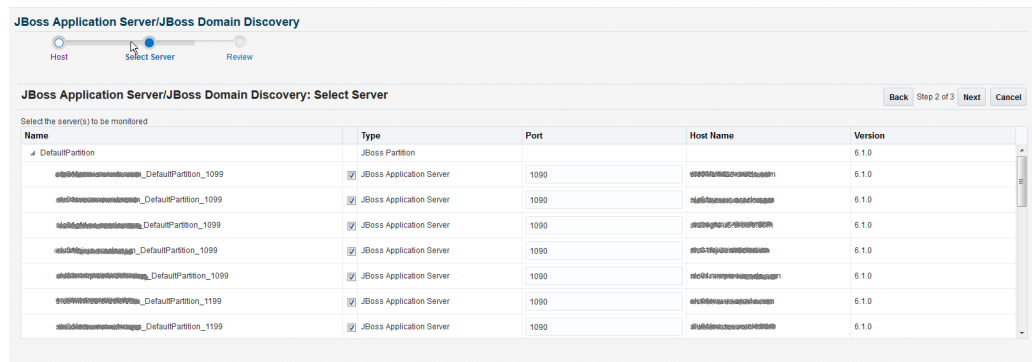 JBoss Application Server/JBoss Domain Discovery
Host Select Server Review
JBoss Application Server/JBoss Domain Discovery: Select Server Back Step 2 of 3 Next Cancel
Select the server(s) to be monitored
Name Type Port Host Name Version
DefaultPartition JBoss Partition 6.1.0
_DefaultPartition_1099 JBoss Application Server 1090 6.1.0
_DefaultPartition_1099 JBoss Application Server 1090 6.1.0
_DefaultPartition_1099 JBoss Application Server 1090 6.1.0
_DefaultPartition_1099 JBoss Application Server 1090 6.1.0
_DefaultPartition_1099 JBoss Application Server 1090 6.1.0
_DefaultPartition_1199 JBoss Application Server 1090 6.1.0
_DefaultPartition_1199 JBoss Application Server 1090 6.1.0